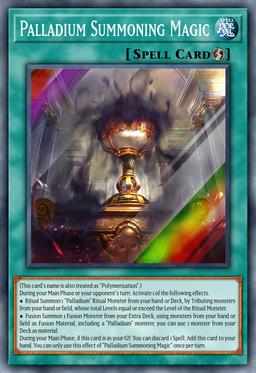 Palladium Summoning Magic
[Spell Card]
(This card's name is also treated as "Polymerization".)
During your Main Phase or your opponent's turn: Activate 1 of the following effects.
● Ritual Summon 1 "Palladium" Ritual Monster from your hand or Deck, by Tributing monsters
from your hand or field, whose total Levels equal or exceed the Level of the Ritual Monster.
● Fusion Summon 1 Fusion Monster from your Extra Deck, using monsters from your hand or
field as Fusion Material, including a "Palladium" monster; you can use 1 monster from your
Deck as material.
During your Main Phase, if this card is in your GY: You can discard 1 Spell; Add this card to your
hand. You can only use this effect of "Palladium Summoning Magic" once per turn.